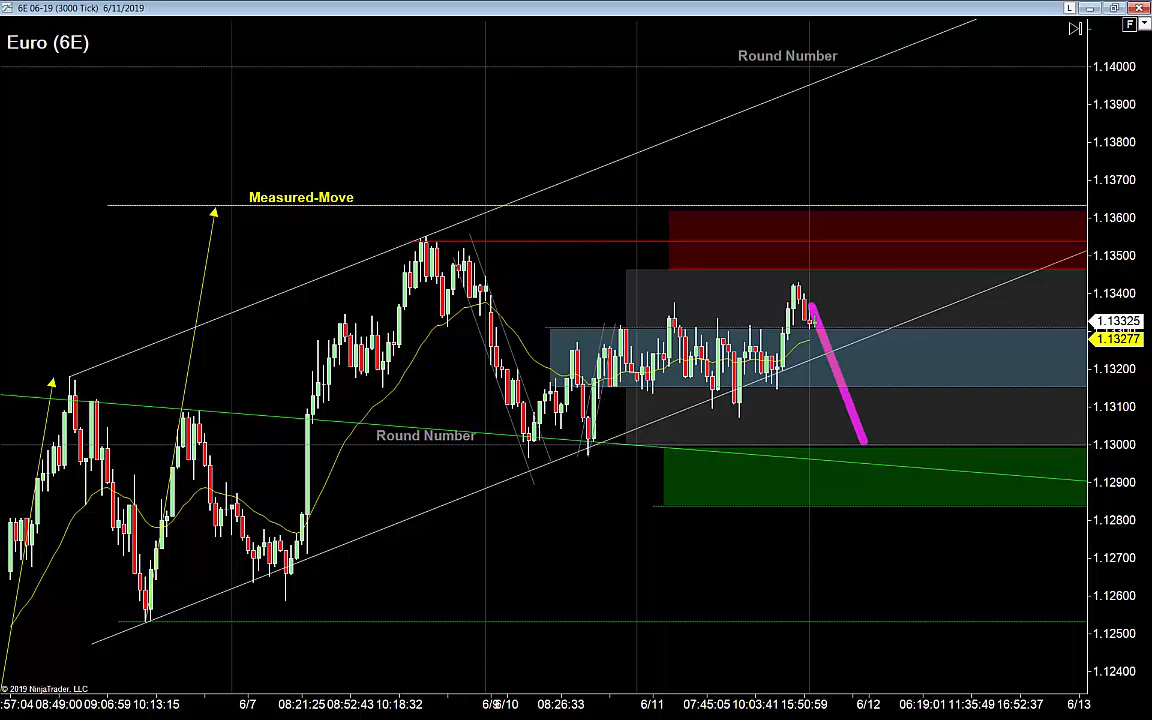 6E 06-19 (3000 Tick) 6/11/2019
L
F
Euro (6E)
Round Number
1.14000
1.13900
1.13800
1.13700
Measured-Move
1.13600
1.13500
1.13400
1.13325
1.13277
1.13200
1.13100
Round Number
1.13000
1.12900
1.12800
1.12700
1.12600
1.12500
1.12400
© 2019 NinjaTrader, LLC
:57:04 08:49:00 09:06:59 10:13:15 6/7 08:21:25 08:52:43 10:18:32 6/10 08:26:33 6/11 07:45:05 10:03:41 15:50:59 6/12 06:19:01 11:35:49 16:52:37 6/13